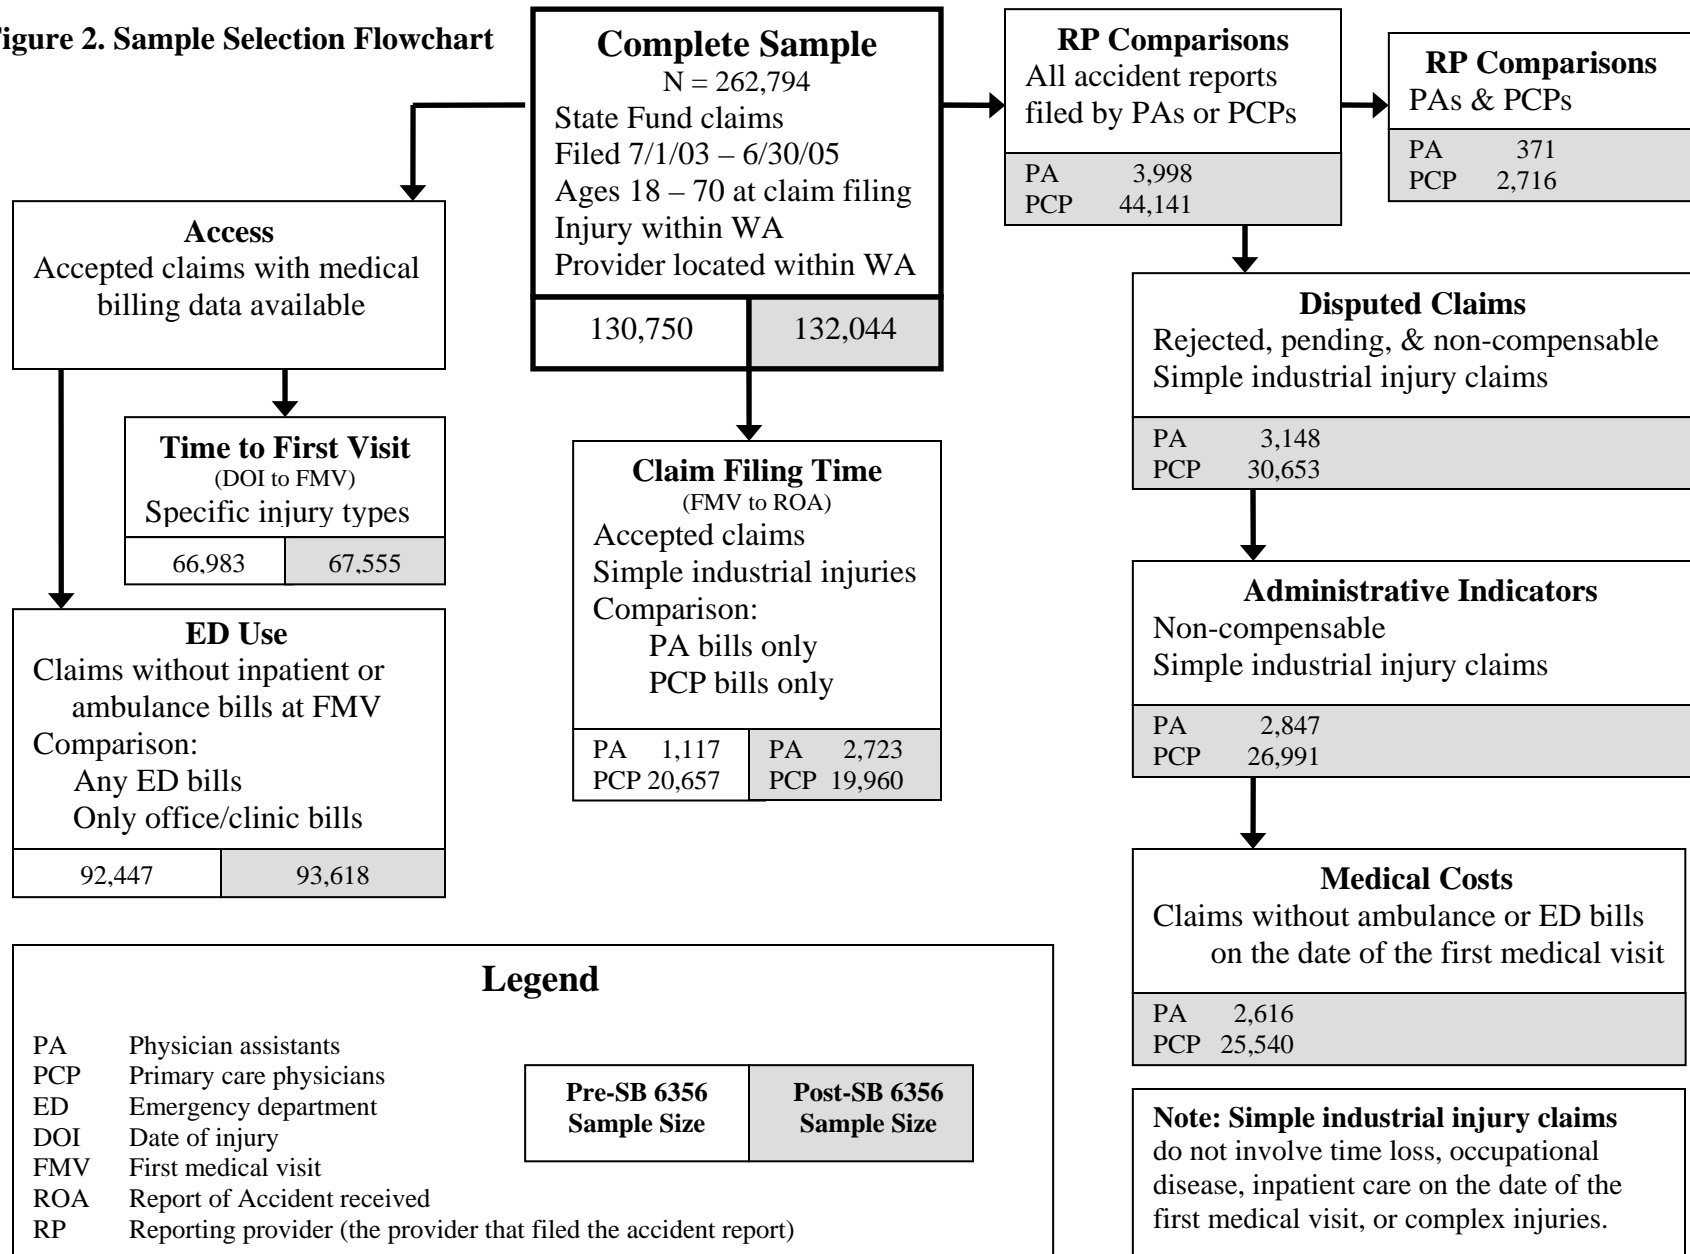 igure 2. Sample Selection Flowchart
Complete Sample
N = 262,794
State Fund claims
Filed 7/1/03 – 6/30/05
Ages 18 – 70 at claim filing
Injury within WA
Provider located within WA
130,750 132,044
RP Comparisons
All accident reports
filed by PAs or PCPs
PA 3,998
PCP 44,141
RP Comparisons
PAs & PCPs
PA 371
PCP 2,716
Access
Accepted claims with medical
billing data available
Time to First Visit
(DOI to FMV)
Specific injury types
66,983 67,555
ED Use
Claims without inpatient or
ambulance bills at FMV
Comparison:
Any ED bills
Only office/clinic bills
92,447 93,618
Claim Filing Time
(FMV to ROA)
Accepted claims
Simple industrial injuries
Comparison:
PA bills only
PCP bills only
PA 1,117 PA 2,723
PCP 20,657 PCP 19,960
Disputed Claims
Rejected, pending, & non-compensable
Simple industrial injury claims
PA 3,148
PCP 30,653
Administrative Indicators
Non-compensable
Simple industrial injury claims
PA 2,847
PCP 26,991
Medical Costs
Claims without ambulance or ED bills
on the date of the first medical visit
PA 2,616
PCP 25,540
Legend
PA Physician assistants
PCP Primary care physicians
ED Emergency department
DOI Date of injury
FMV First medical visit
ROA Report of Accident received
RP Reporting provider (the provider that filed the accident report)
Pre-SB 6356 Post-SB 6356
Sample Size Sample Size
Note: Simple industrial injury claims
do not involve time loss, occupational
disease, inpatient care on the date of the
first medical visit, or complex injuries.